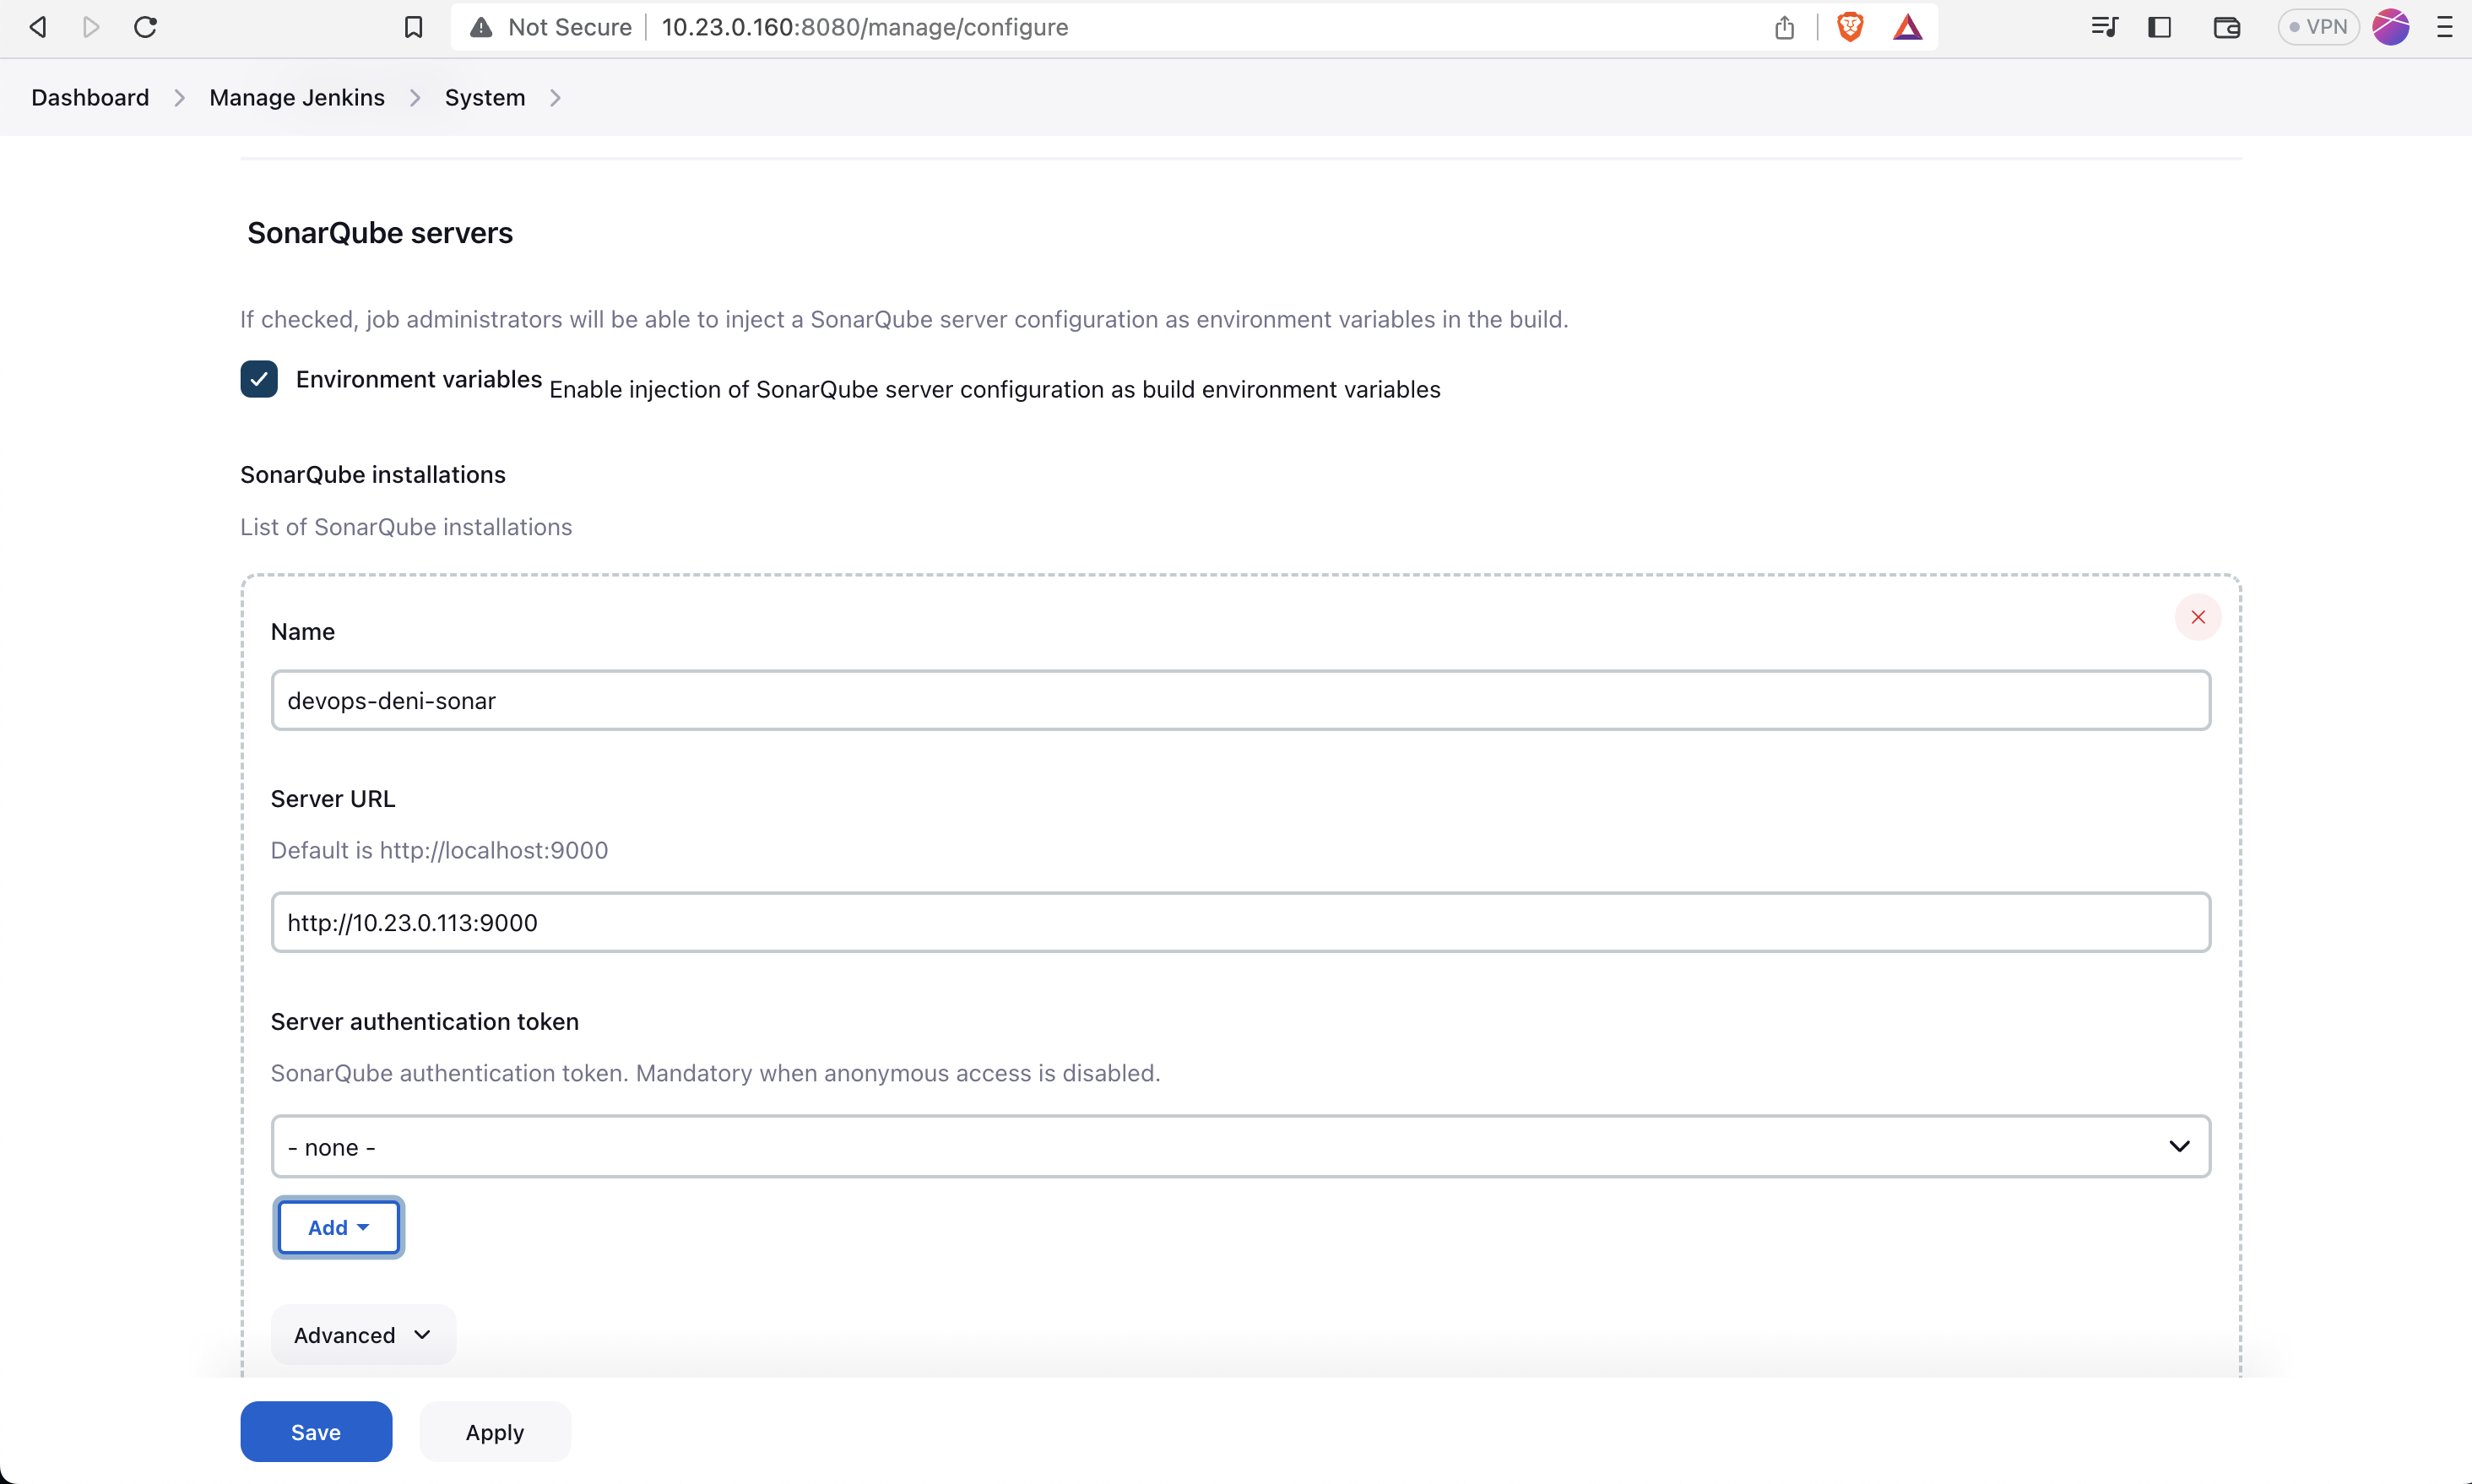 Not Secure 10.23.0.160:8080/manage/configure VPN
Dashboard Manage Jenkins System
SonarQube servers
If checked, job administrators will be able to inject a SonarQube server configuration as environment variables in the build.
Environment variables Enable injection of SonarQube server configuration as build environment variables
SonarQube installations
List of SonarQube installations
Name
devops-deni-sonar
Server URL
Default is http://localhost:9000
http://10.23.0.113:9000
Server authentication token
SonarQube authentication token. Mandatory when anonymous access is disabled.
- none -
Add
Advanced
Save Apply